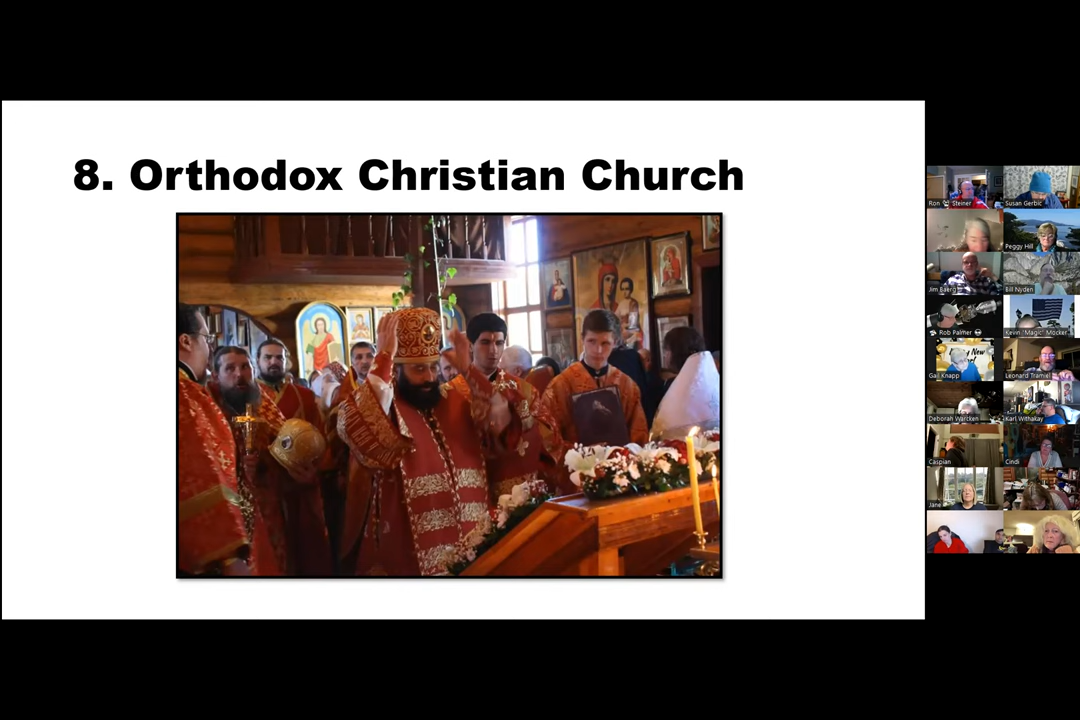 8. Orthodox Christian Church
Ron Steiner
Susan Gerbic
Peggy Hill
Jim Baerg
Bill Nyden
Rob Palmer
Kevin "Magic" Mocker
Gail Knapp
Leonard Tramiel
Deborah Warcken
Karl Withakay
Caspian
Cindi
Jane